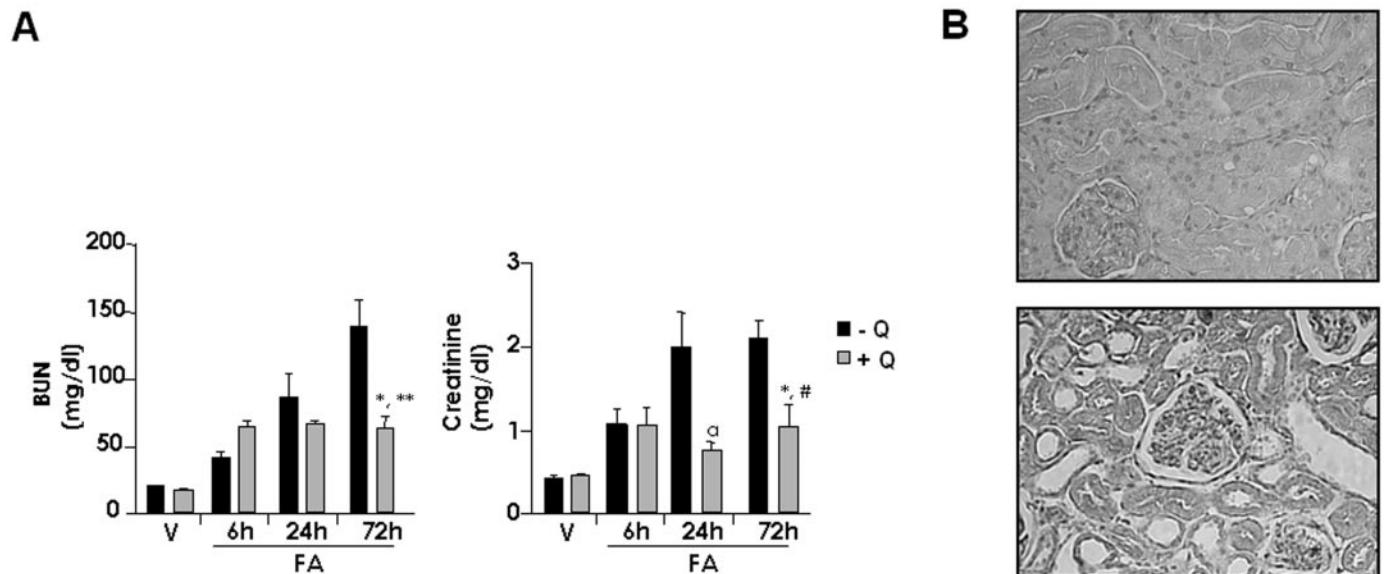 A
B
200
150
100
50
0
BUN
(mg/dl)
*, **
V
6h
24h
72h
FA
3
2
1
0
Creatinine
(mg/dl)
a
*, #
V
6h
24h
72h
FA
- Q
+ Q